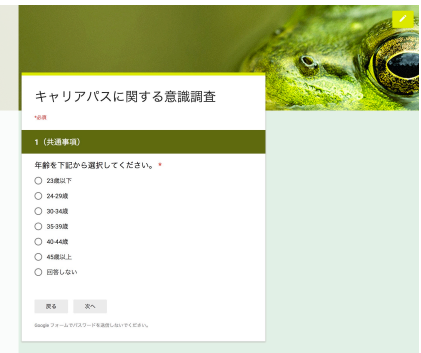 キャリアパスに関する意識調査
*必須
1（共通事項）
年齢を下記から選択してください。 *
23歳以下
24-29歳
30-34歳
35-39歳
40-44歳
45歳以上
回答しない
戻る
次へ
Google フォームでパスワードを送信しないでください。